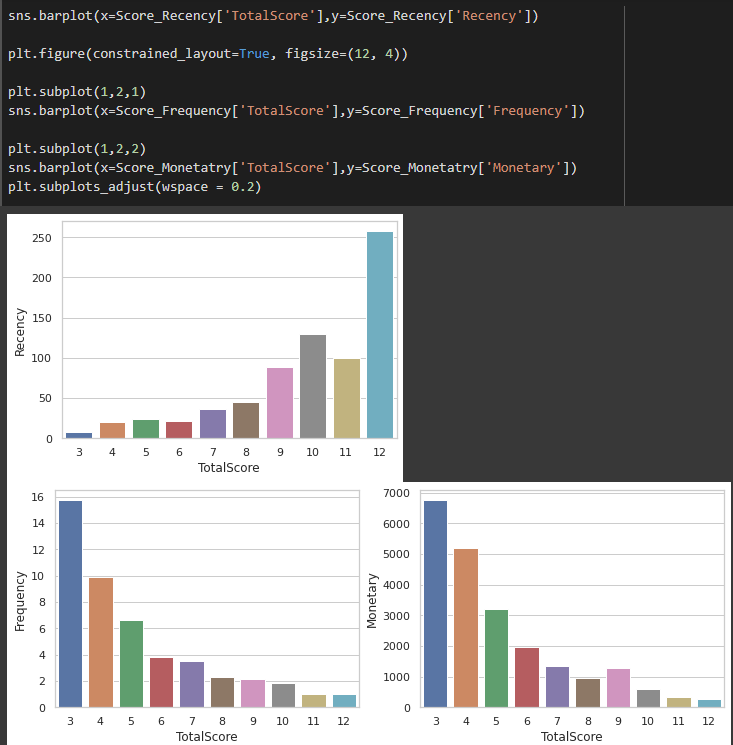 sns.barplot(x=Score_Recency['TotalScore'],y=Score_Recency['Recency'])
plt.figure(constrained_layout=True, figsize=(12, 4))
plt.subplot(1,2,1)
sns.barplot(x=Score_Frequency['TotalScore'],y=Score_Frequency['Frequency'])
plt.subplot(1,2,2)
sns.barplot(x=Score_Monetatry['TotalScore'],y=Score_Monetatry['Monetary'])
plt.subplots_adjust(wspace = 0.2)
250
200
150
100
50
0
Recency
3 4 5 6 7 8 9 10 11 12
TotalScore
16
14
12
10
8
6
4
2
0
Frequency
3 4 5 6 7 8 9 10 11 12
TotalScore
7000
6000
5000
4000
3000
2000
1000
0
Monetary
3 4 5 6 7 8 9 10 11 12
TotalScore